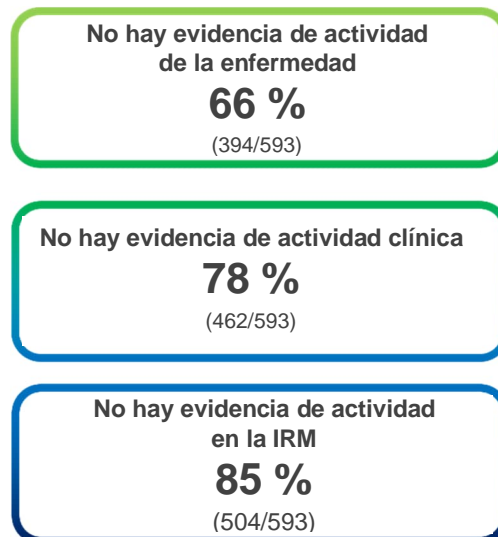 No hay evidencia de actividad
de la enfermedad
66 %
(394/593)
No hay evidencia de actividad clínica
78 %
(462/593)
No hay evidencia de actividad
en la IRM
85 %
(504/593)